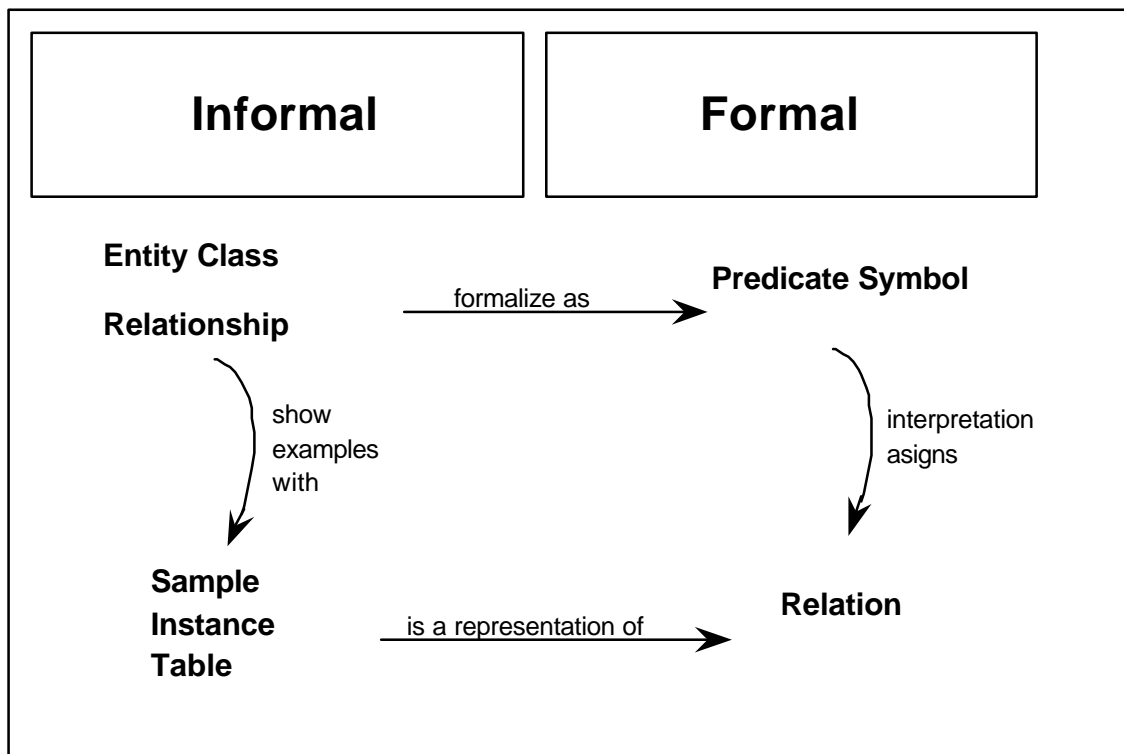 Informal
Formal
Entity Class
Predicate Symbol
formalize as
Relationship
show
examples
with
interpretation
asigns
Sample
Instance
Table
is a representation of
Relation